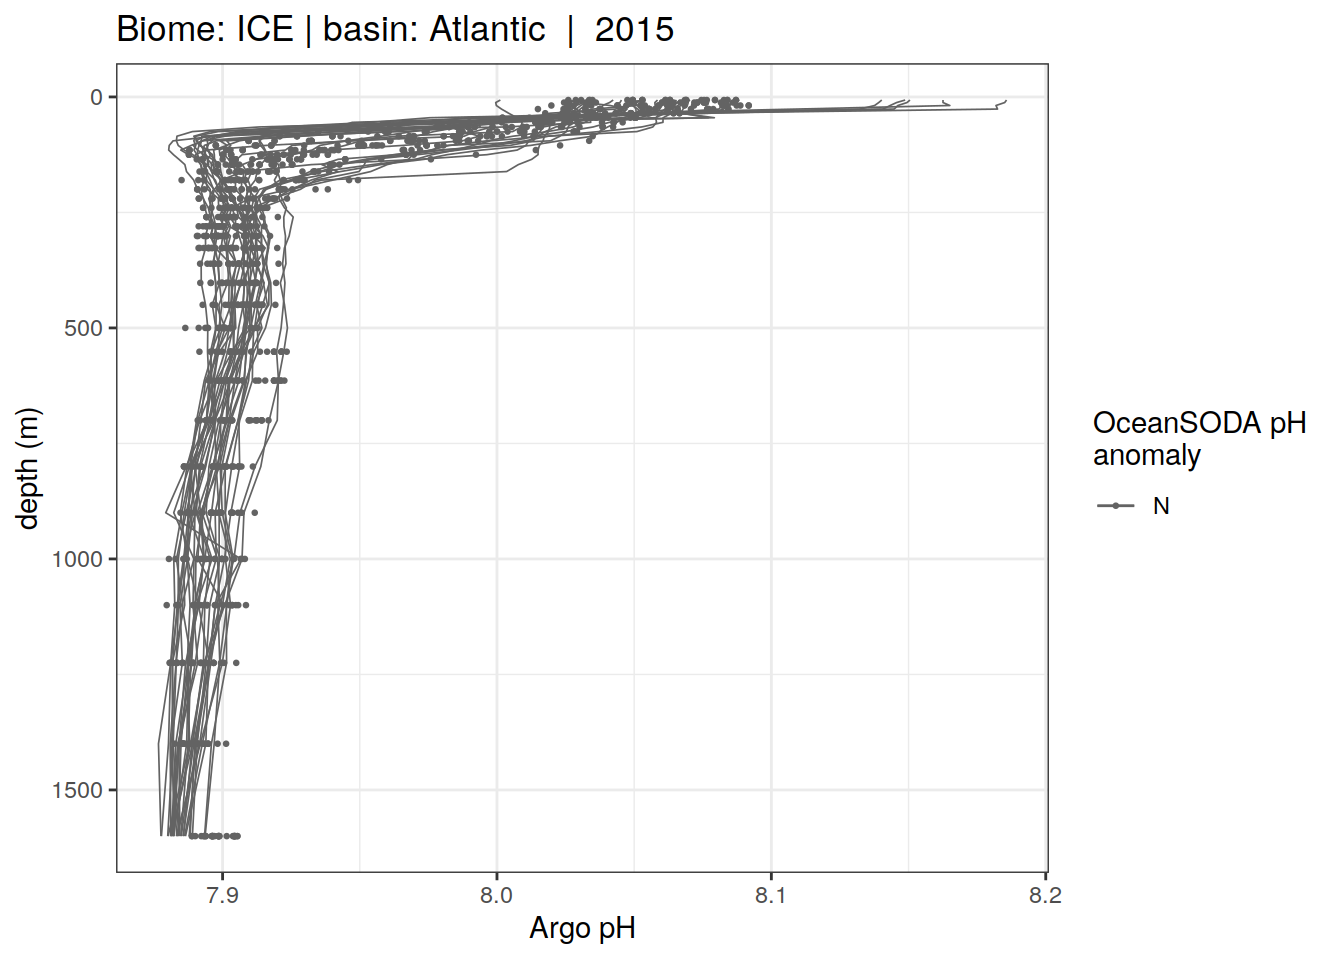 Biome: ICE | basin: Atlantic  |  2015
0
500
1000
1500
depth (m)
7.9
8.0
8.1
8.2
Argo pH
OceanSODA pH
anomaly
N